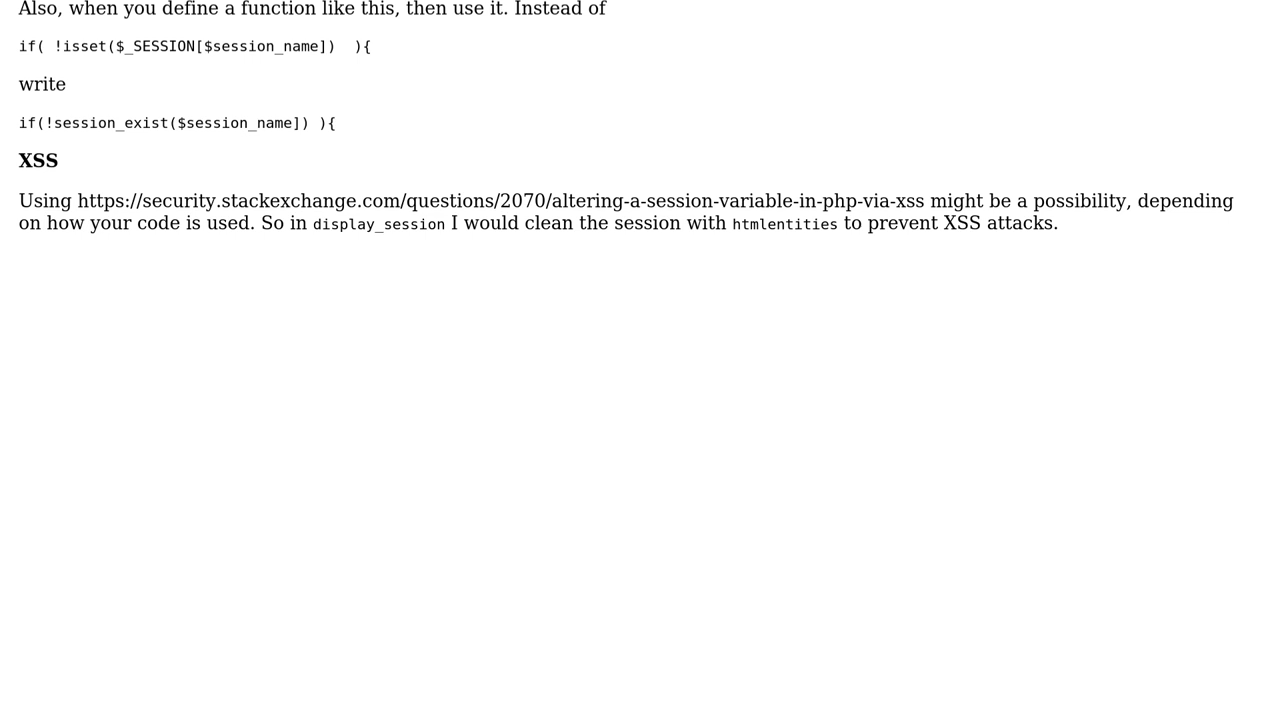 Also, when you define a function like this, then use it. Instead of
if( !isset($_SESSION[$session_name])  ){
write
if(!session_exist($session_name]) ){
XSS
Using https://security.stackexchange.com/questions/2070/altering-a-session-variable-in-php-via-xss might be a possibility, depending
on how your code is used. So in display_session I would clean the session with htmlentities to prevent XSS attacks.